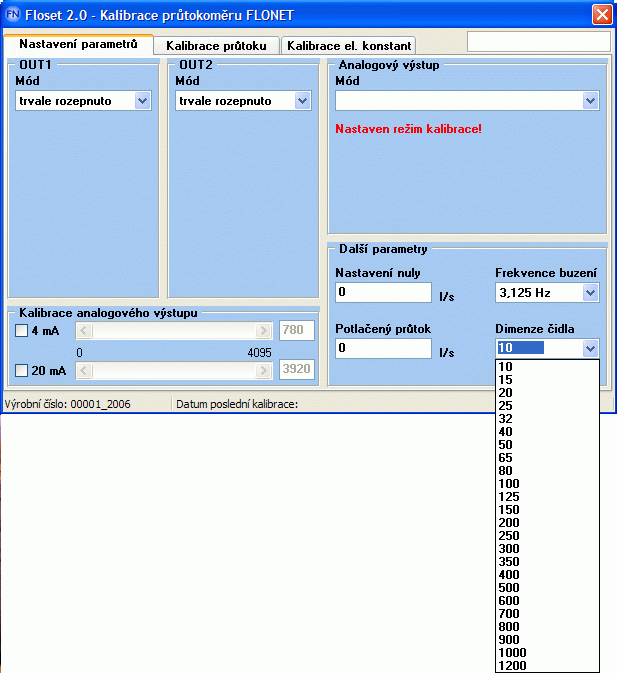 FN Floset 2.0 - Kalibrace průtokoměru FLONET
Nastavení parametrů
Kalibrace průtoku
Kalibrace el. konstant
OUT1
Mód
trvale rozepnuto
OUT2
Mód
trvale rozepnuto
Analogový výstup
Mód
Nastaven režim kalibrace!
Kalibrace analogového výstupu
4 mA
780
0 4095
20 mA
3920
Další parametry
Nastavení nuly
0 l/s
Frekvence buzení
3,125 Hz
Potlačený průtok
0 l/s
Dimenze čidla
10
10
15
20
25
32
40
50
65
80
100
125
150
200
250
300
350
400
500
600
700
800
900
1000
1200
Výrobní číslo: 00001_2006
Datum poslední kalibrace: